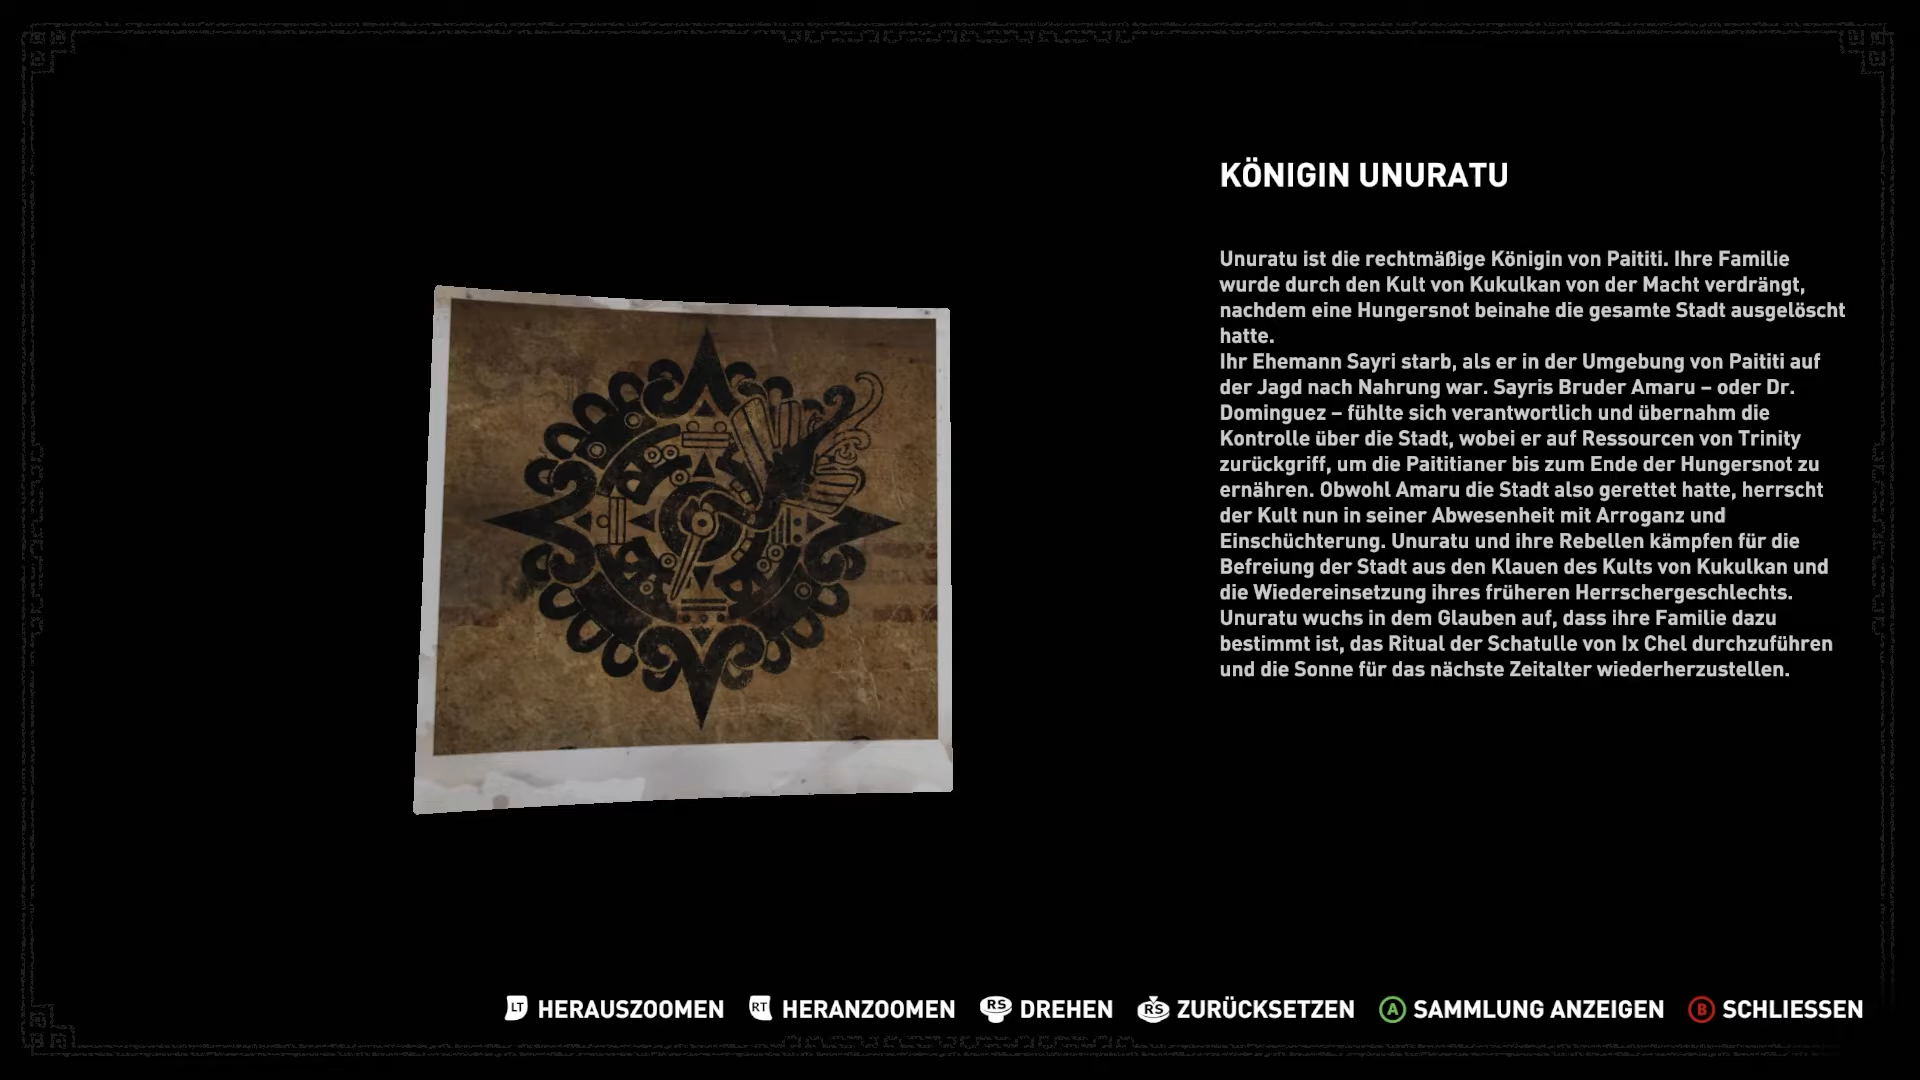 KÖNIGIN UNURATU
Unuratu ist die rechtmäßige Königin von Paititi. Ihre Familie
wurde durch den Kult von Kukulkan von der Macht verdrängt,
nachdem eine Hungersnot beinahe die gesamte Stadt ausgelöscht
hatte.
Ihr Ehemann Sayri starb, als er in der Umgebung von Paititi auf
der Jagd nach Nahrung war. Sayris Bruder Amaru – oder Dr.
Dominguez – fühlte sich verantwortlich und übernahm die
Kontrolle über die Stadt, wobei er auf Ressourcen von Trinity
zurückgriff, um die Paititianer bis zum Ende der Hungersnot zu
ernähren. Obwohl Amaru die Stadt also gerettet hatte, herrscht
der Kult nun in seiner Abwesenheit mit Arroganz und
Einschüchterung. Unuratu und ihre Rebellen kämpfen für die
Befreiung der Stadt aus den Klauen des Kults von Kukulkan und
die Wiedereinsetzung ihres früheren Herrschergeschlechts.
Unuratu wuchs in dem Glauben auf, dass ihre Familie dazu
bestimmt ist, das Ritual der Schatulle von Ix Chel durchzuführen
und die Sonne für das nächste Zeitalter wiederherzustellen.
LT HERAUSZOOMEN RT HERANZOOMEN RS DREHEN RS ZURÜCKSETZEN A SAMMLUNG ANZEIGEN B SCHLIESSEN